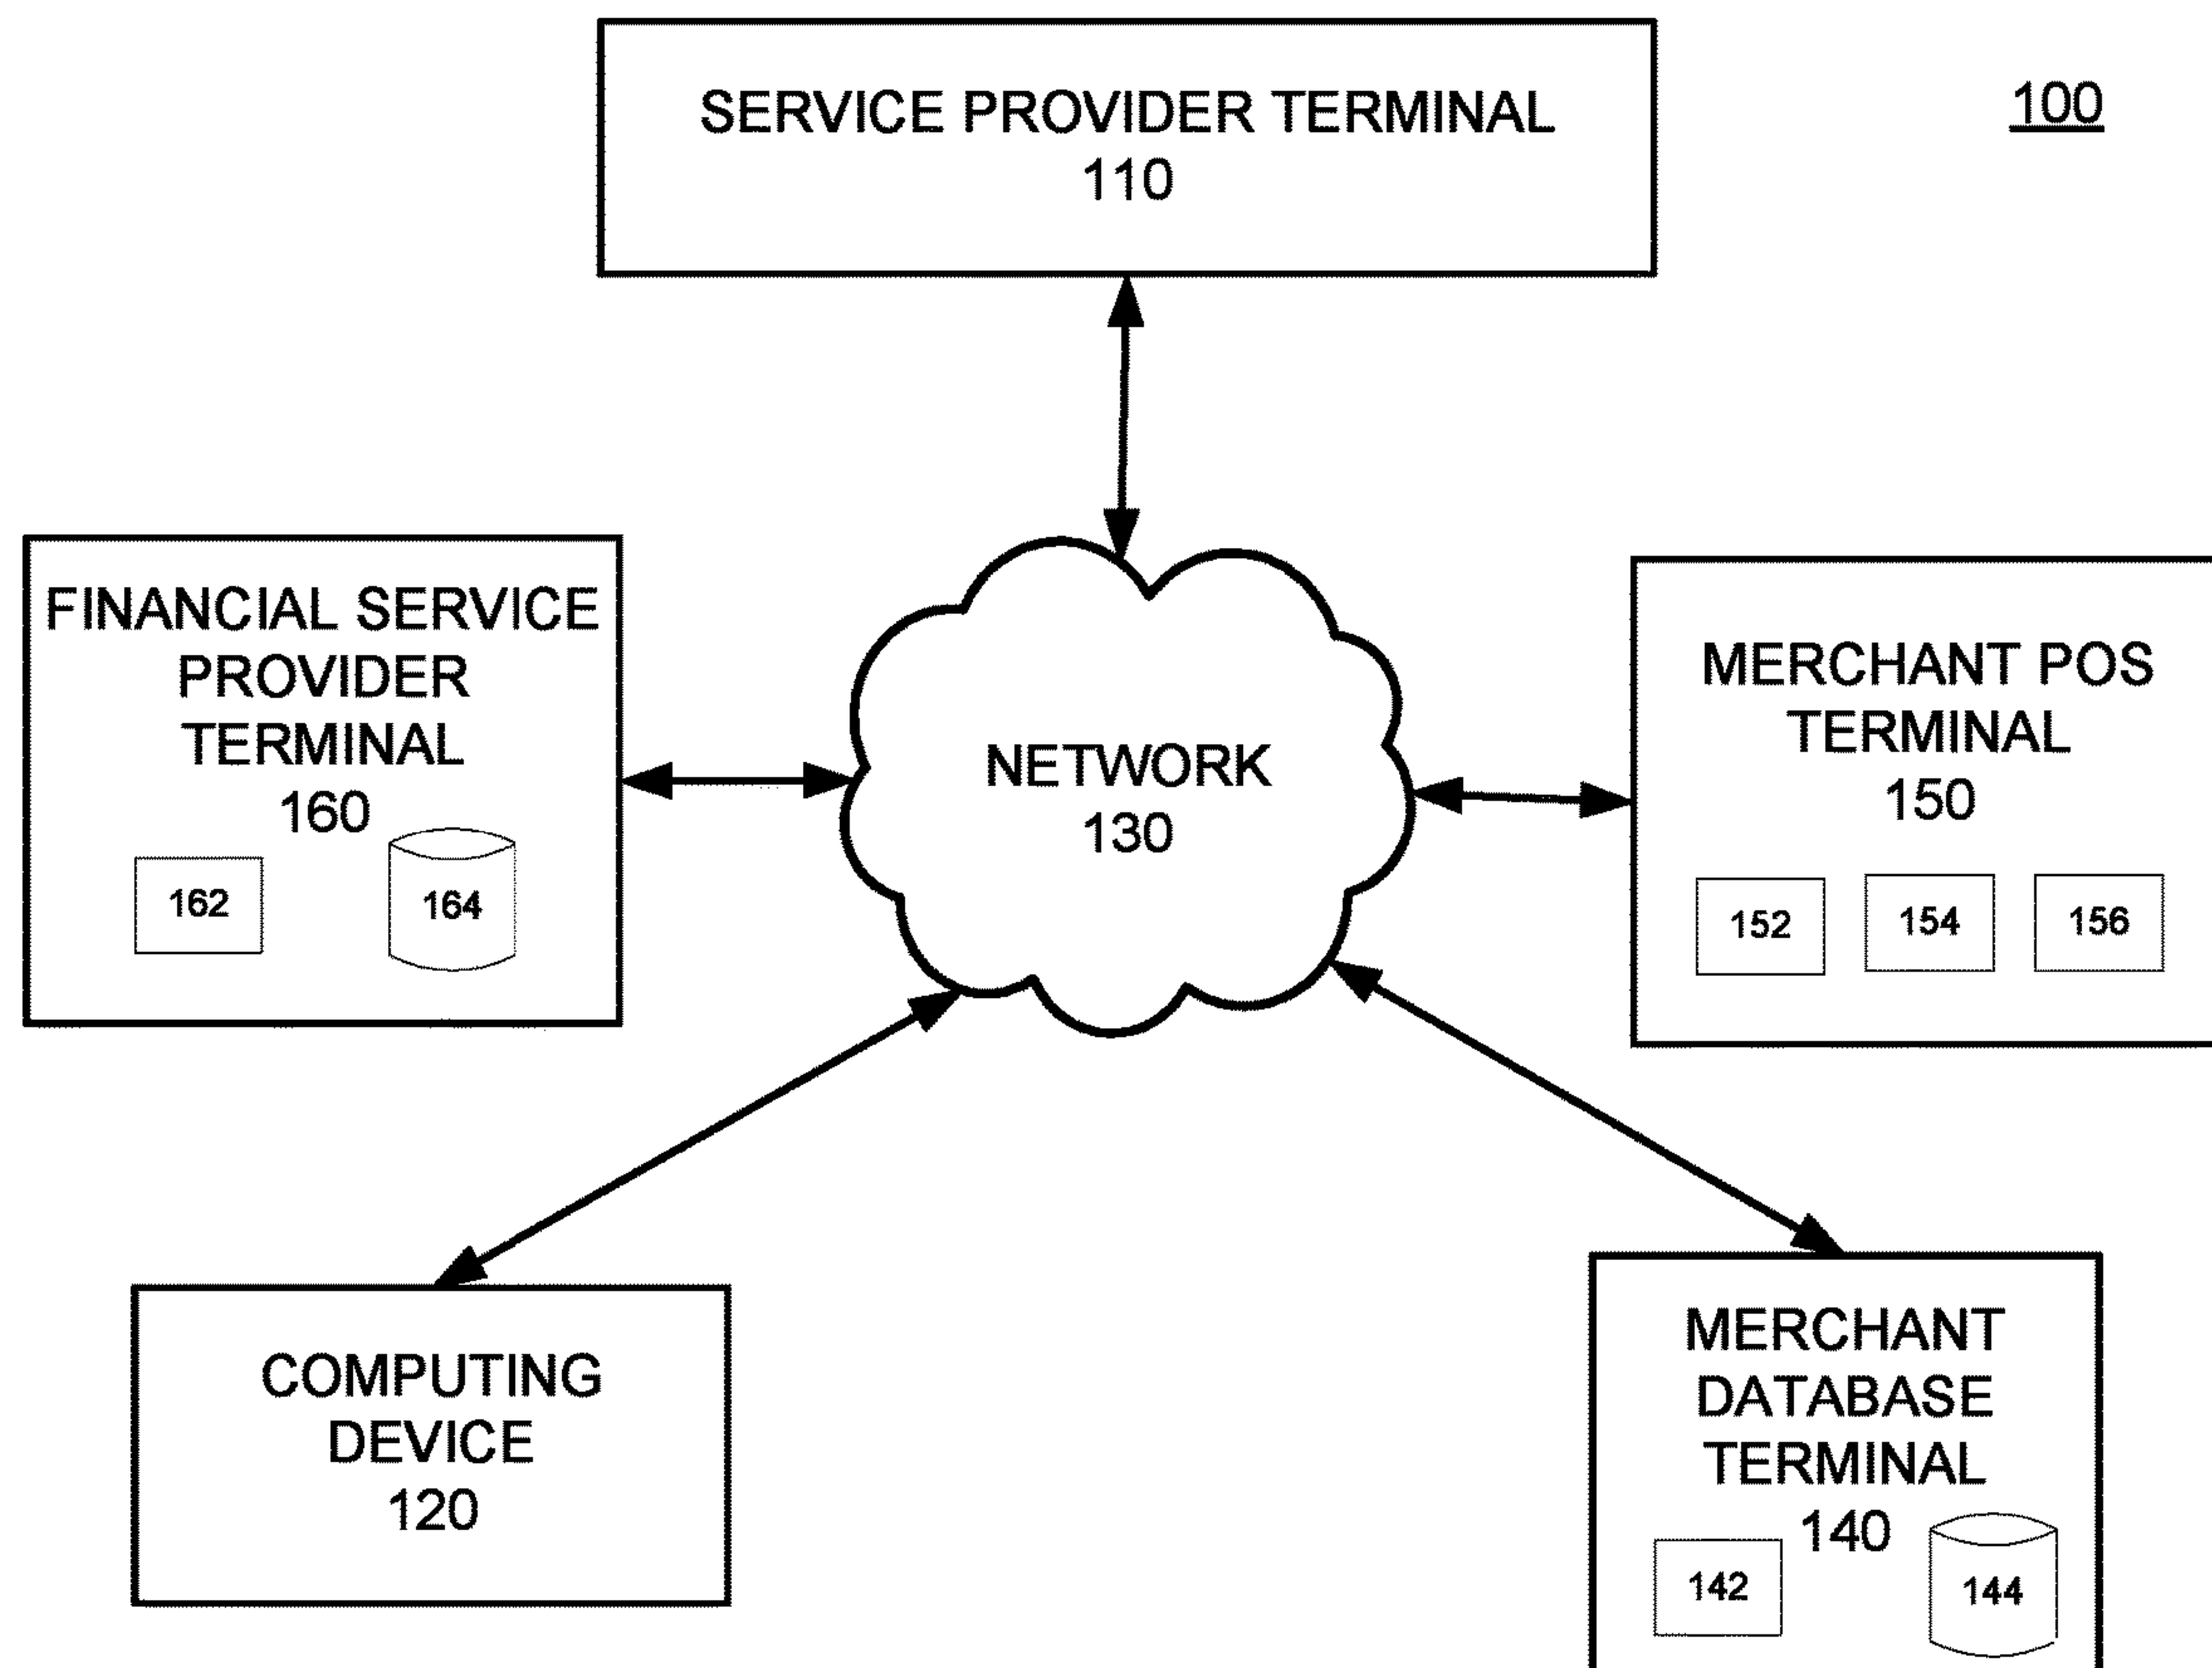 SERVICE PROVIDER TERMINAL
110
100
FINANCIAL SERVICE
PROVIDER
TERMINAL
160
162
164
NETWORK
130
MERCHANT POS
TERMINAL
150
152
154
156
COMPUTING
DEVICE
120
MERCHANT
DATABASE
TERMINAL
140
142
144